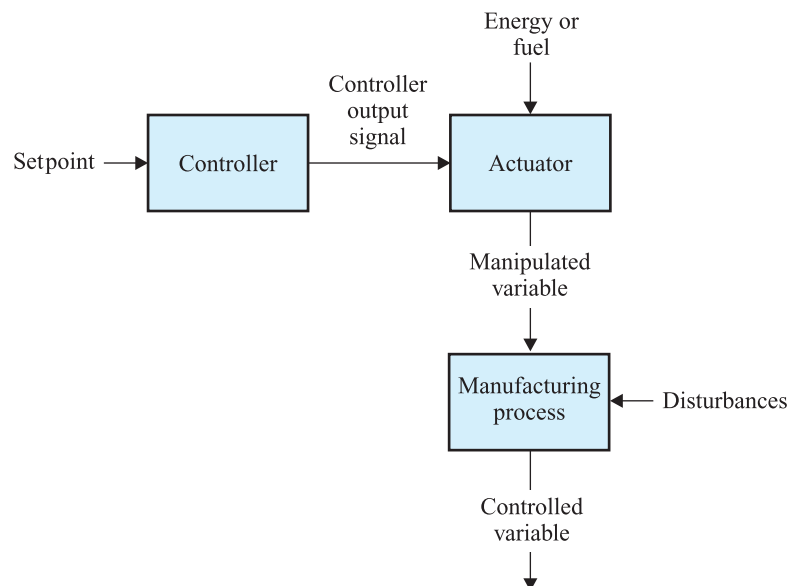 Energy or
fuel
Controller
output
signal
Setpoint
Controller
Actuator
Manipulated
variable
Manufacturing
process
Disturbances
Controlled
variable